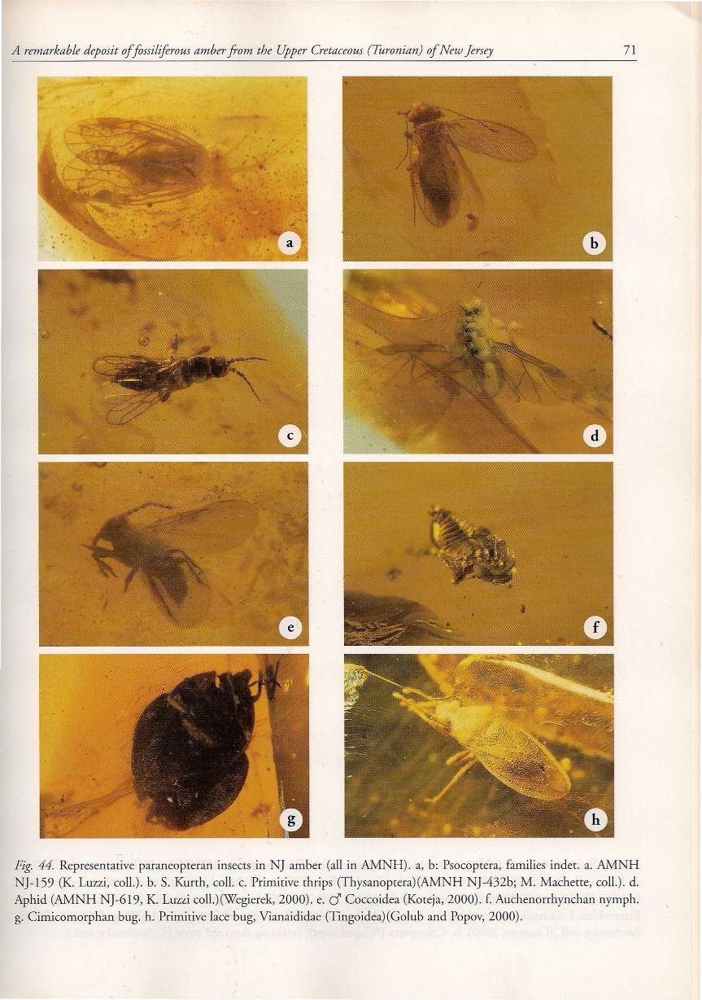 A remarkable deposit of fossiliferous amber from the Upper Cretaceous (Turonian) of New Jersey 71
a
b
c
d
e
f
g
h
Fig. 44. Representative paraneopteran insects in NJ amber (all in AMNH). a, b: Psocoptera, families indet. a. AMNH
NJ-159 (K. Luzzi, coll.). b. S. Kurth, coll. c. Primitive thrips (Thysanoptera)(AMNH NJ-432b; M. Machette, coll.). d.
Aphid (AMNH NJ-619, K. Luzzi coll.)(Wegierek, 2000). e. ♂ Coccoidea (Koteja, 2000). f. Auchenorrhynchan nymph.
g. Cimicomorphan bug. h. Primitive lace bug, Vianaididae (Tingoidea)(Golub and Popov, 2000).